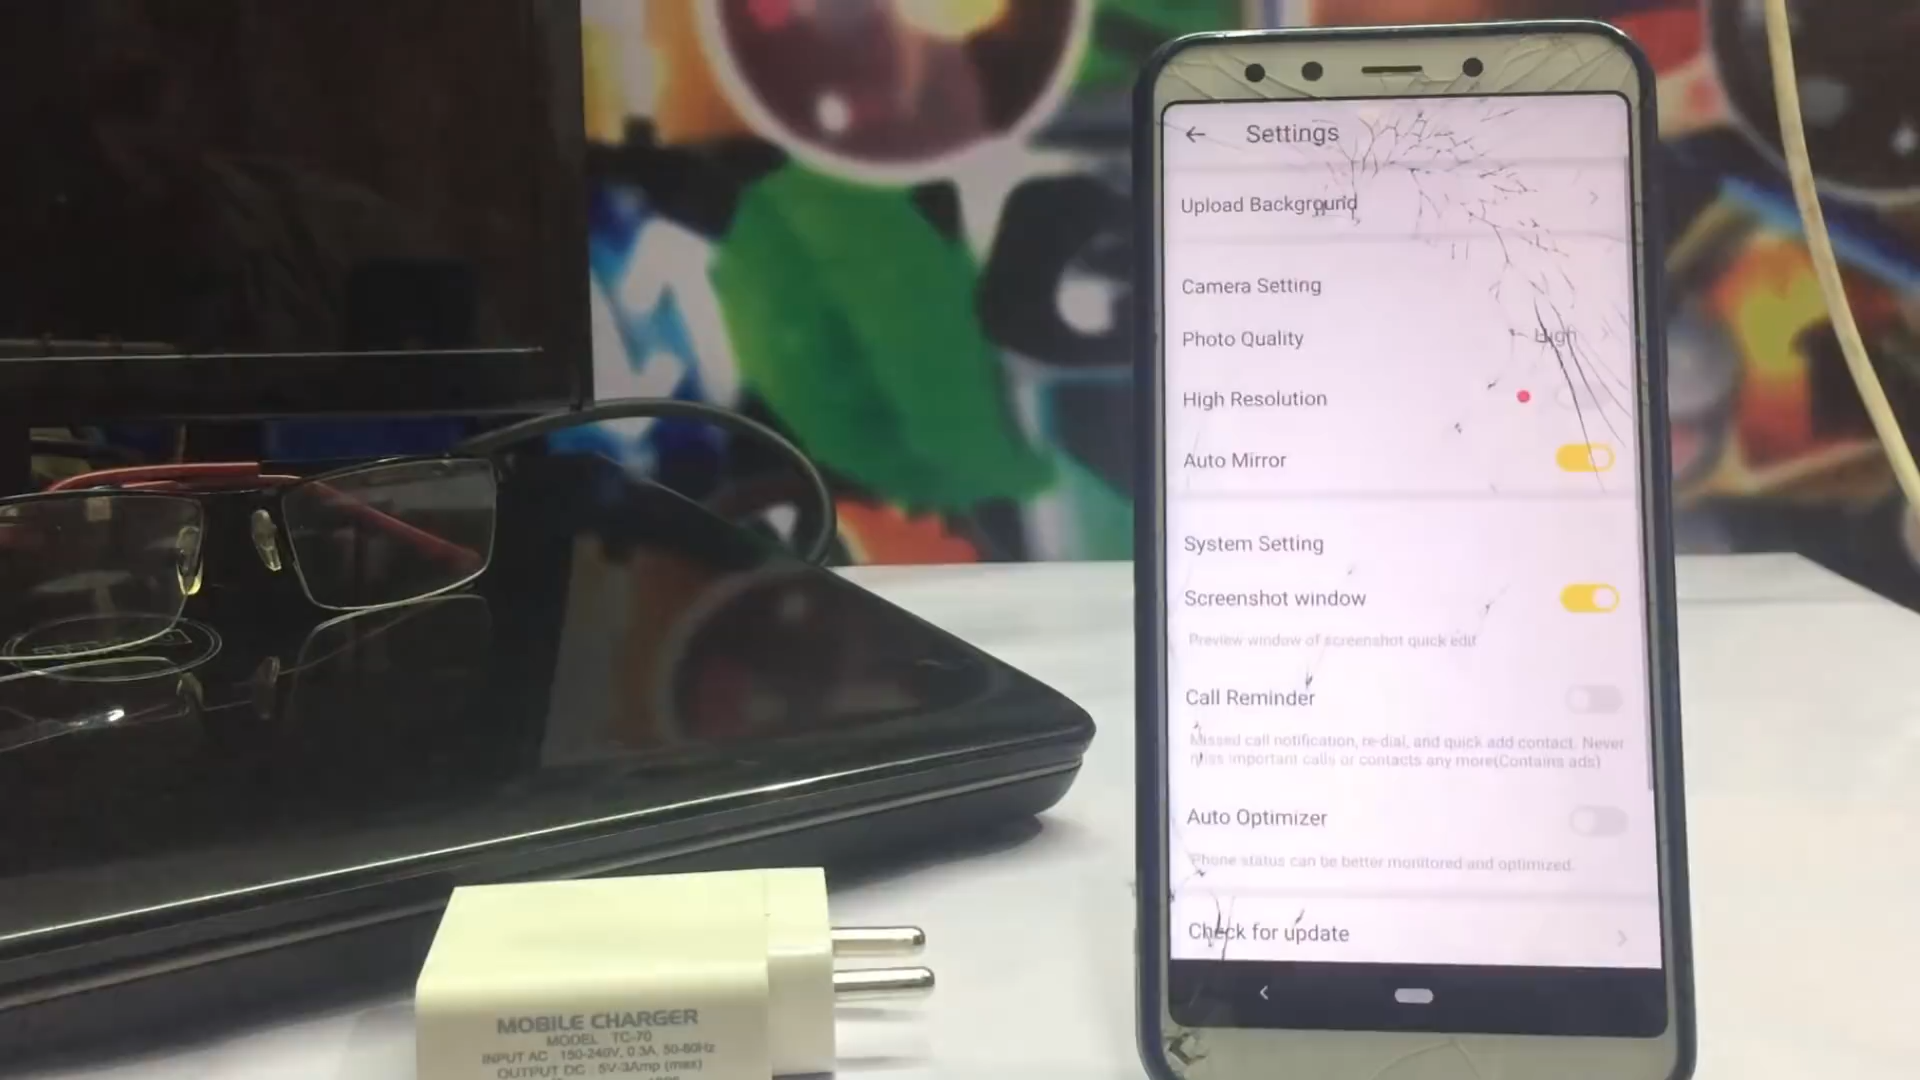 Settings
Upload Background
Camera Setting
Photo Quality
High
High Resolution
Auto Mirror
System Setting
Screenshot window
Preview window of screenshot quick edit
Call Reminder
Missed call notification, re-dial, and quick add contact. Never
miss important calls or contacts any more(Contains ads)
Auto Optimizer
Phone status can be better monitored and optimized.
Check for update
MOBILE CHARGER
MODEL : TC-70
INPUT AC : 150-240V, 0.3A, 50-60Hz
OUTPUT DC : 5V-3Amp (max)